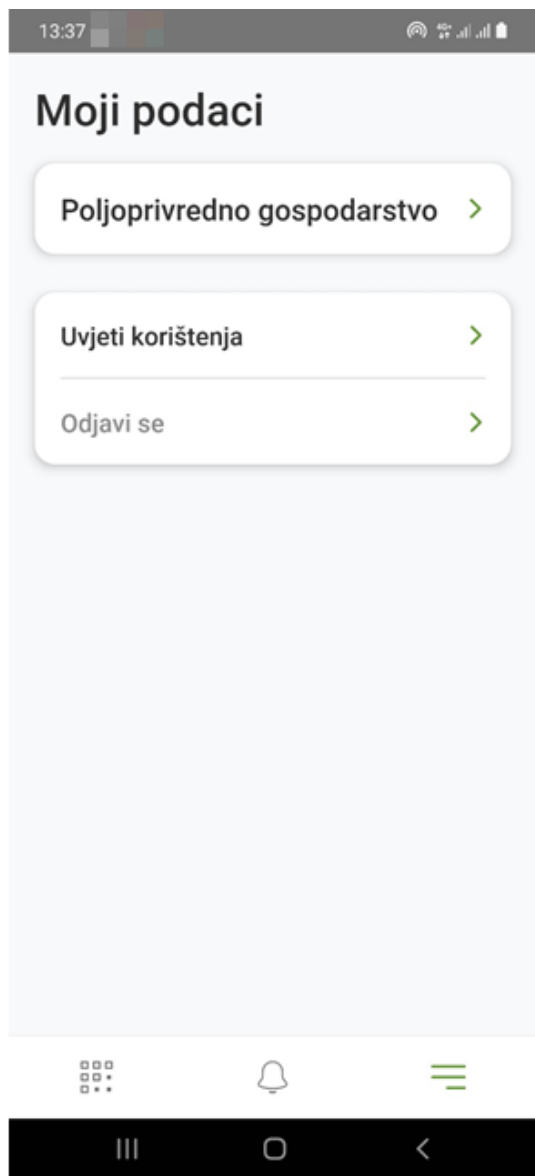 13:37
Moji podaci
Poljoprivredno gospodarstvo
Uvjeti korištenja
Odjavi se